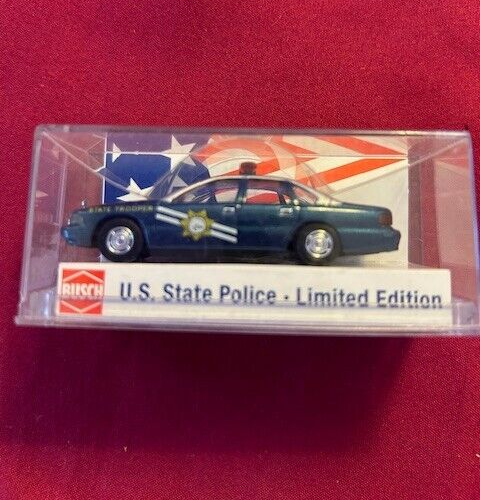 STATE TROOPER
BUSCH
U.S. State Police · Limited Edition